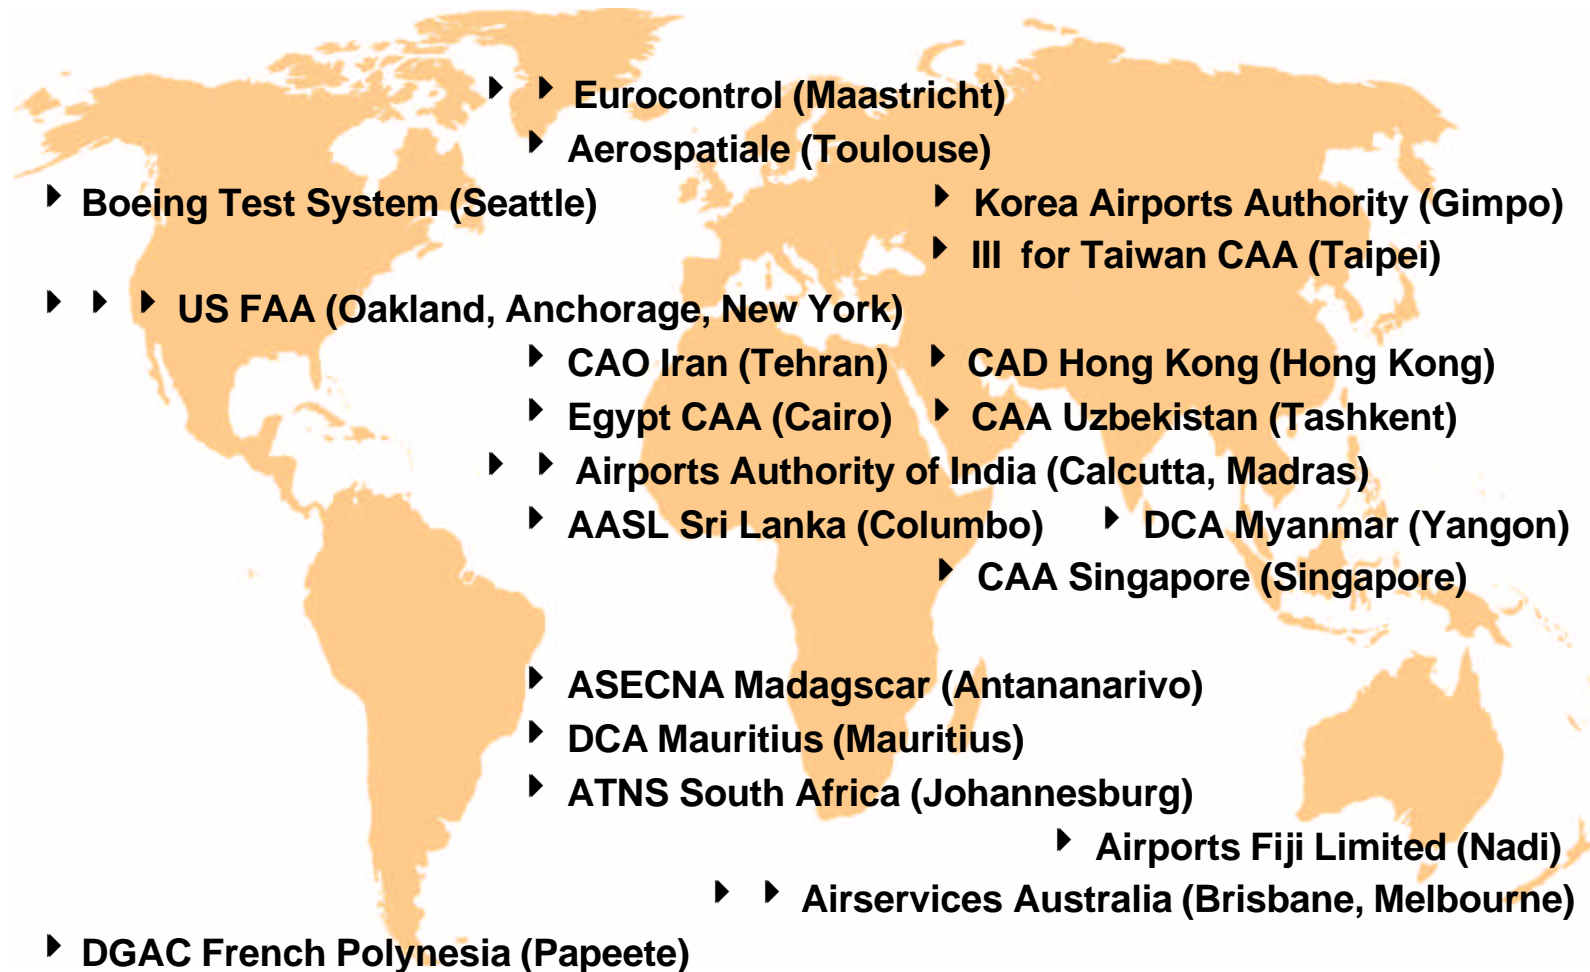 Eurocontrol (Maastricht)
Aerospatiale (Toulouse)
Boeing Test System (Seattle)
Korea Airports Authority (Gimpo)
III for Taiwan CAA (Taipei)
US FAA (Oakland, Anchorage, New York)
CAO Iran (Tehran)
CAD Hong Kong (Hong Kong)
Egypt CAA (Cairo)
CAA Uzbekistan (Tashkent)
Airports Authority of India (Calcutta, Madras)
AASL Sri Lanka (Columbo)
DCA Myanmar (Yangon)
CAA Singapore (Singapore)
ASECNA Madagscar (Antananarivo)
DCA Mauritius (Mauritius)
ATNS South Africa (Johannesburg)
Airports Fiji Limited (Nadi)
Airservices Australia (Brisbane, Melbourne)
DGAC French Polynesia (Papeete)